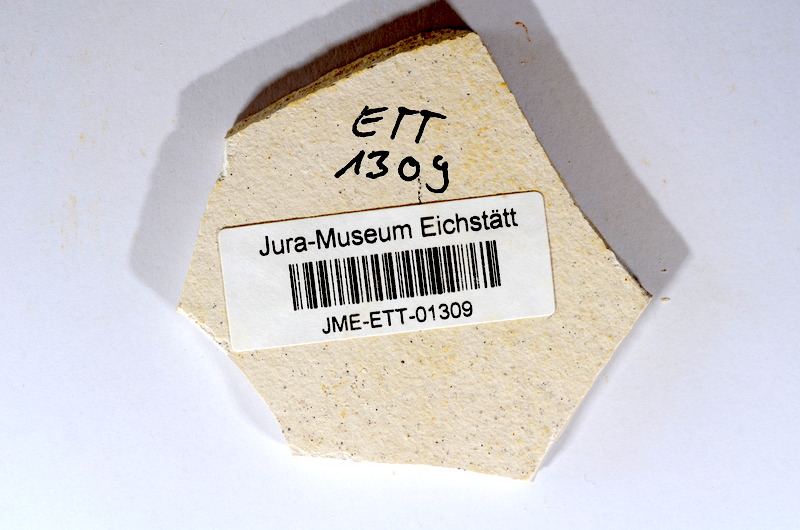 ETT
1309
Jura-Museum Eichstätt
JME-ETT-01309